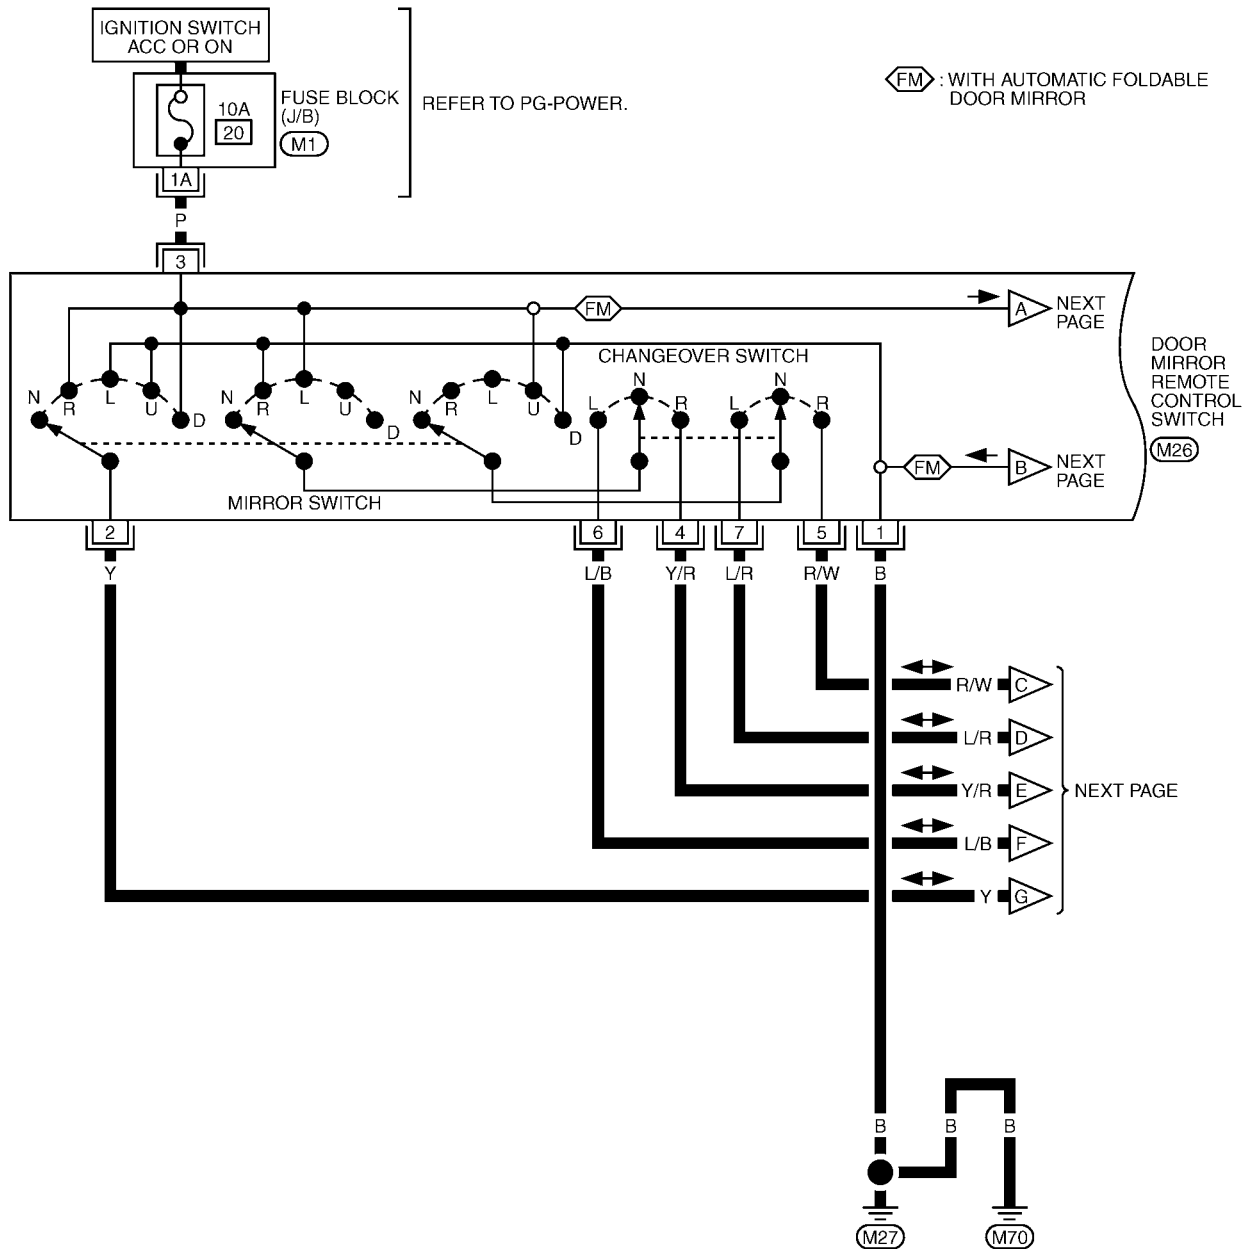 IGNITION SWITCH
ACC OR ON
10A
20
FUSE BLOCK
(J/B)
M1
REFER TO PG-POWER.
FM : WITH AUTOMATIC FOLDABLE
DOOR MIRROR
1A
P
3
FM
A
NEXT
PAGE
CHANGEOVER SWITCH
DOOR
MIRROR
REMOTE
CONTROL
SWITCH
M26
N R L U D
N R L U D
N R L U D
L N R
L N R
FM
B
NEXT
PAGE
MIRROR SWITCH
2 6 4 7 5 1
Y L/B Y/R L/R R/W B
R/W C
L/R D
Y/R E
L/B F
Y G
NEXT PAGE
B B B
M27 M70